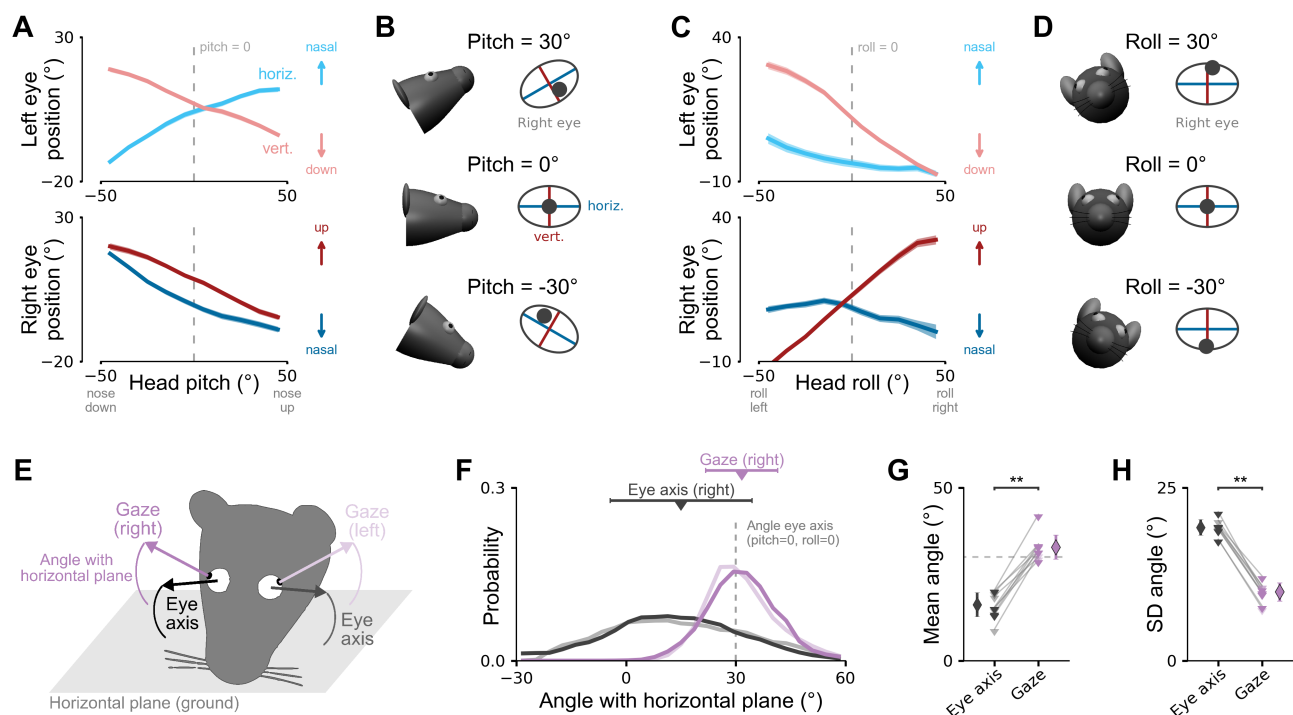 A
30
−20
Left eye
position (°)
pitch = 0
horiz.
vert.
nasal
down
−50
50
30
−20
Right eye
position (°)
up
nasal
Head pitch (°)
nose
down
nose
up
B
Pitch = 30°
Right eye
Pitch = 0°
horiz.
vert.
Pitch = -30°
C
40
−10
Left eye
position (°)
roll = 0
nasal
down
−50
50
40
−10
Right eye
position (°)
up
nasal
−50
50
Head roll (°)
roll
left
roll
right
D
Roll = 30°
Right eye
Roll = 0°
Roll = -30°
E
Gaze
(right)
Gaze
(left)
Angle with
horizontal plane
Eye
axis
Eye
axis
Horizontal plane (ground)
F
Gaze (right)
Eye axis (right)
Angle eye axis
(pitch=0, roll=0)
0.3
0.0
Probability
−30
0
30
60
Angle with horizontal plane (°)
G
**
50
0
Mean angle (°)
Eye axis
Gaze
H
**
25
0
SD angle (°)
Eye axis
Gaze